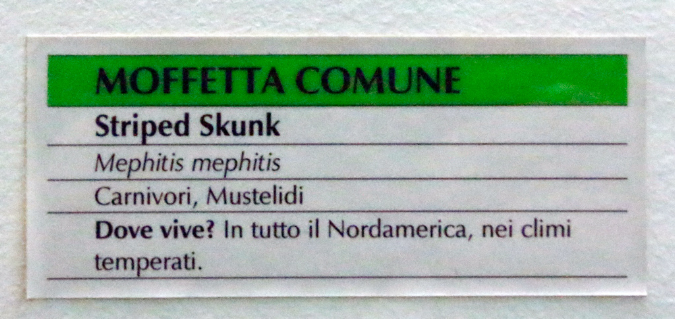 MOFFETTA COMUNE
Striped Skunk
Mephitis mephitis
Carnivori, Mustelidi
Dove vive? In tutto il Nordamerica, nei climi
temperati.